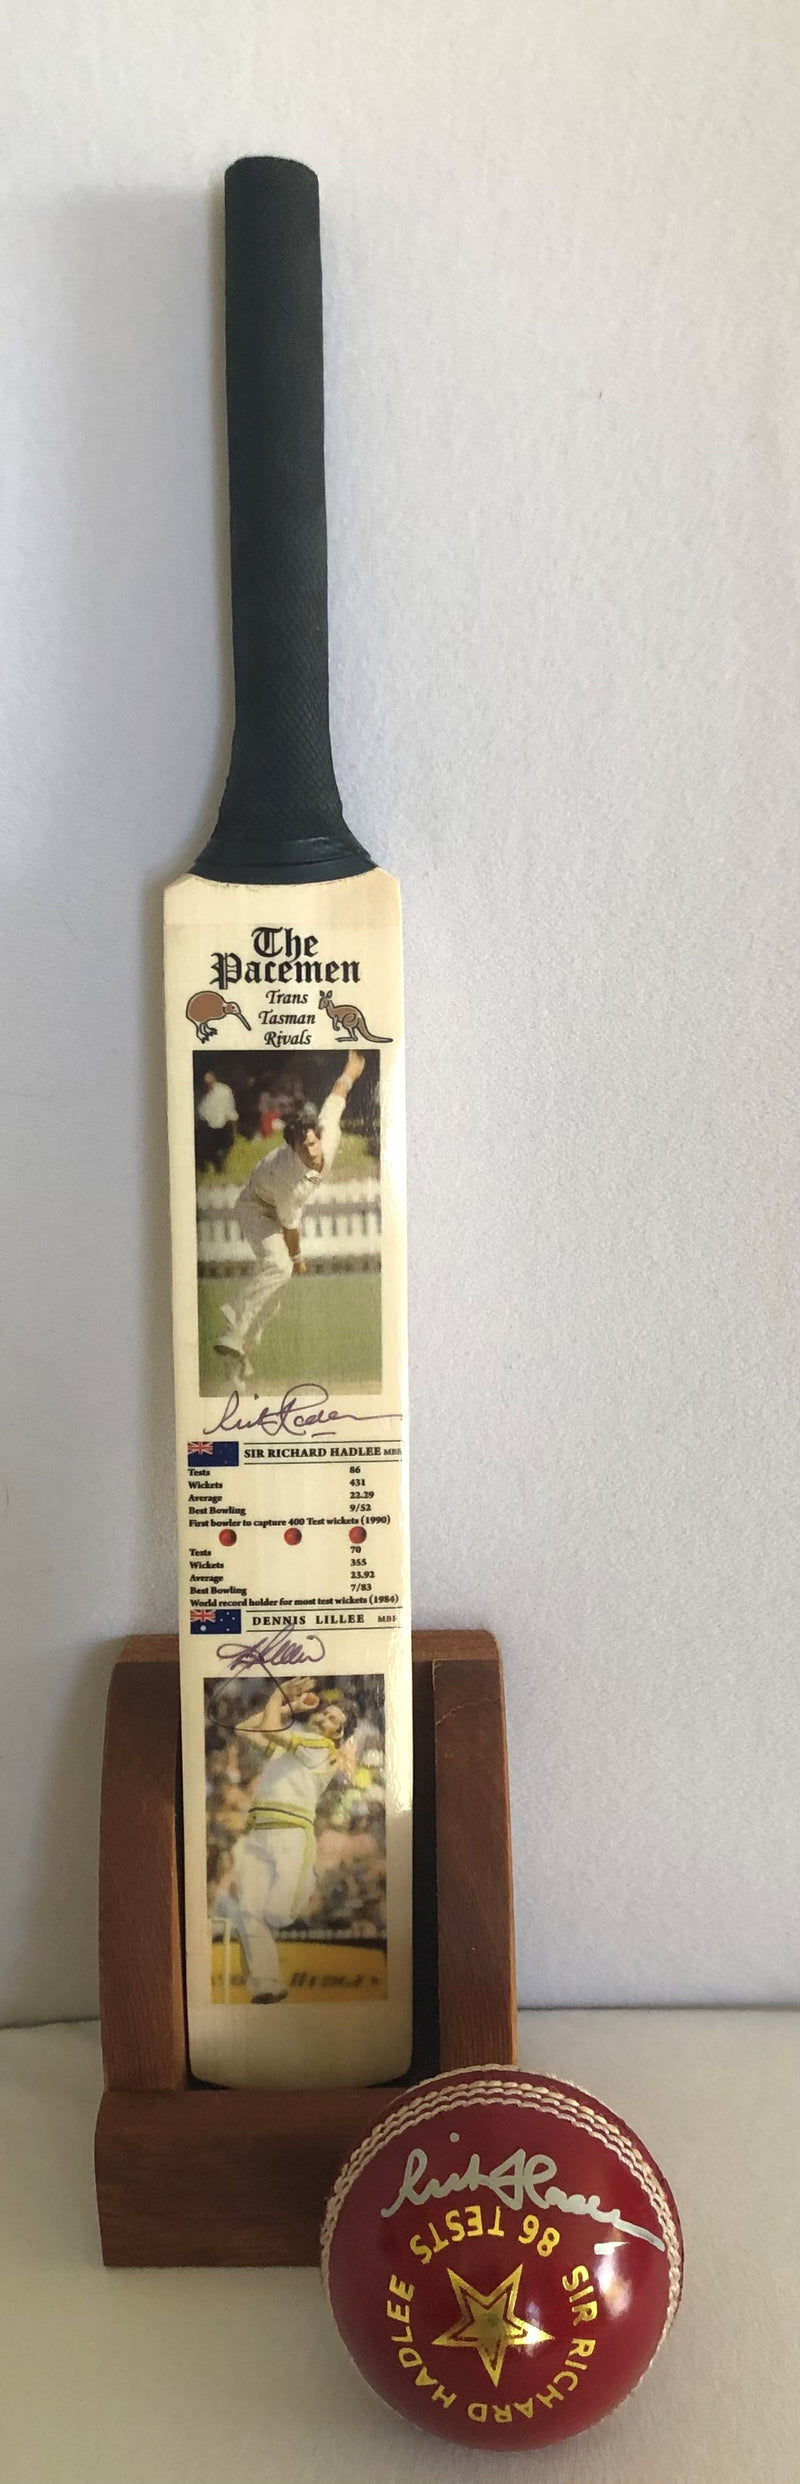 The
Pacemen
Trans
Tasman
Rivals
SIR RICHARD HADLEE MBE
Tests 86
Wickets 431
Average 22.29
Best Bowling 9/52
First bowler to capture 400 Test wickets (1990)
Tests 70
Wickets 355
Average 23.92
Best Bowling 7/83
World record holder for most test wickets (1984)
DENNIS LILLEE MBE
86 TESTS
SIR RICHARD HADLEE